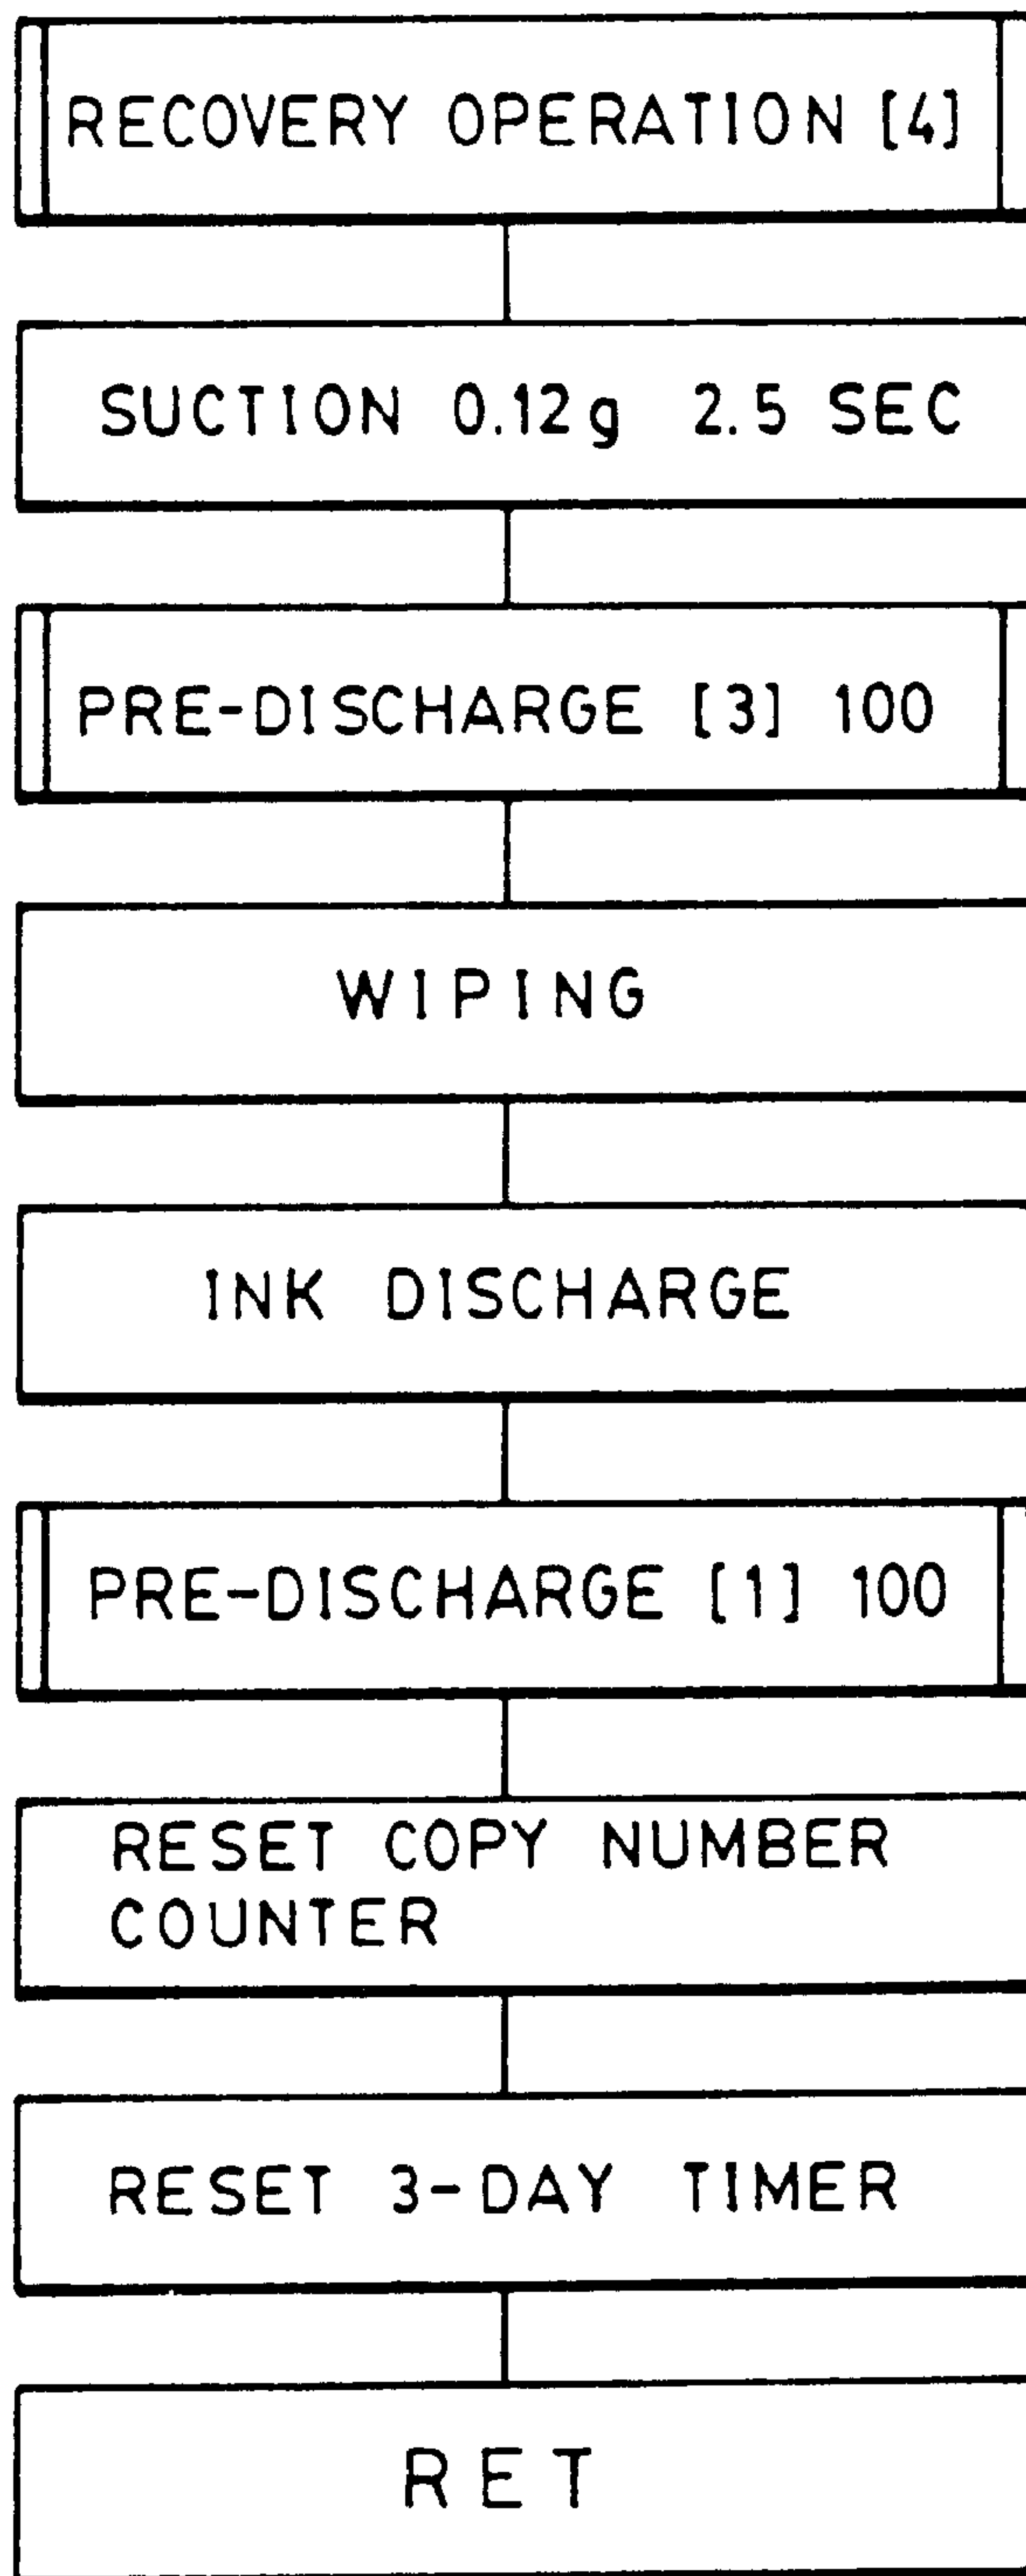 RECOVERY OPERATION [4]
SUCTION 0.12g 2.5 SEC
PRE-DISCHARGE [3] 100
WIPING
INK DISCHARGE
PRE-DISCHARGE [1] 100
RESET COPY NUMBER
COUNTER
RESET 3-DAY TIMER
RET